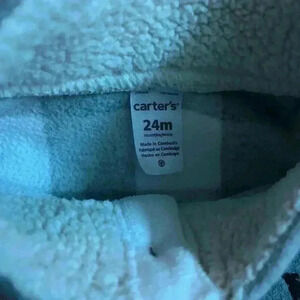 carter's
24m
Made in Cambodia
Fabriqué au Cambodge
Hecho en Camboya